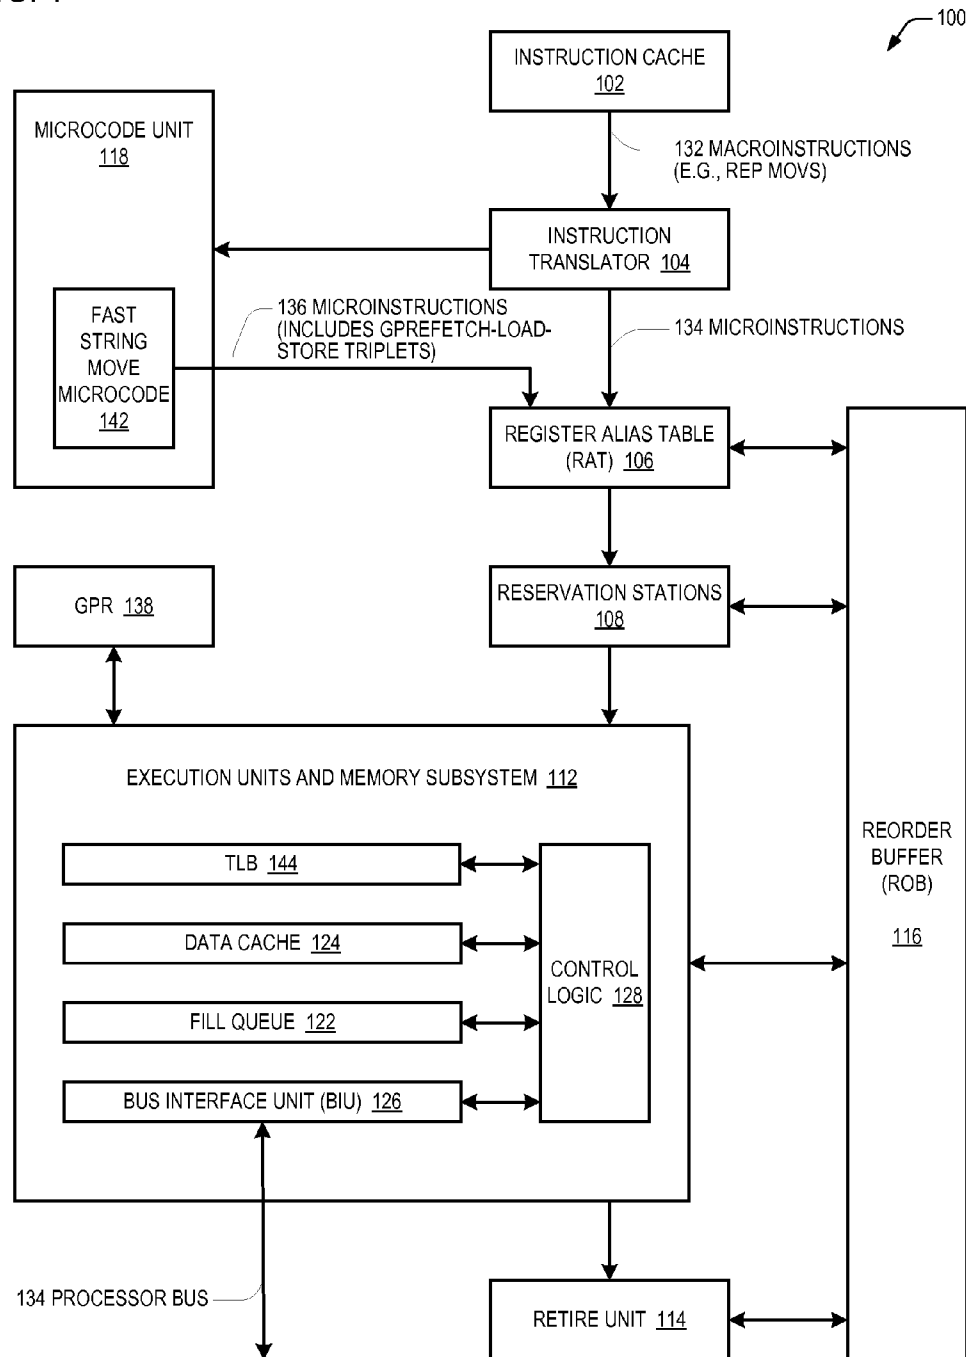 100
INSTRUCTION CACHE
102
132 MACROINSTRUCTIONS
(E.G., REP MOVS)
MICROCODE UNIT
118
INSTRUCTION
TRANSLATOR 104
136 MICROINSTRUCTIONS
(INCLUDES GPREFETCH-LOAD-
STORE TRIPLETS)
134 MICROINSTRUCTIONS
FAST
STRING
MOVE
MICROCODE
142
REGISTER ALIAS TABLE
(RAT) 106
GPR 138
RESERVATION STATIONS
108
EXECUTION UNITS AND MEMORY SUBSYSTEM 112
TLB 144
DATA CACHE 124
FILL QUEUE 122
BUS INTERFACE UNIT (BIU) 126
CONTROL
LOGIC 128
REORDER
BUFFER
(ROB)
116
134 PROCESSOR BUS
RETIRE UNIT 114